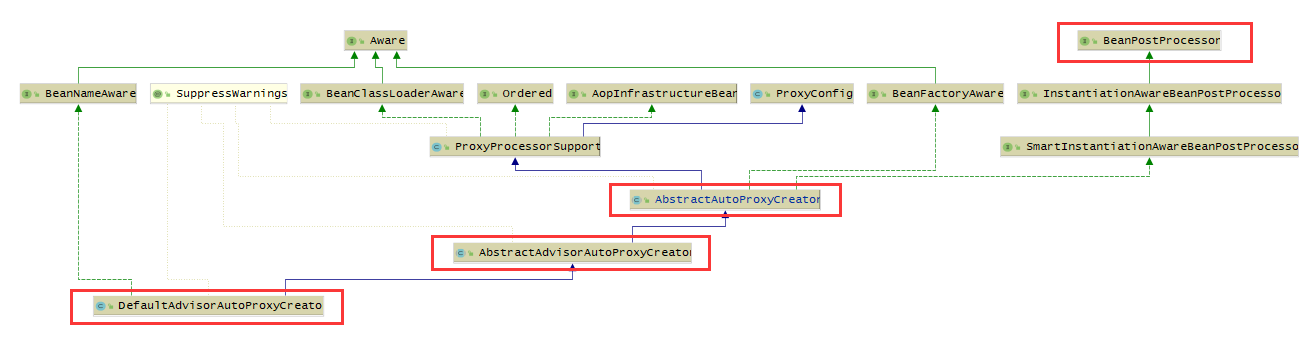 Aware
BeanPostProcessor
BeanNameAware
SuppressWarnings
BeanClassLoaderAware
Ordered
AopInfrastructureBean
ProxyConfig
BeanFactoryAware
InstantiationAwareBeanPostProcesso
ProxyProcessorSupport
SmartInstantiationAwareBeanPostProcesso
AbstractAutoProxyCreator
AbstractAdvisorAutoProxyCreator
DefaultAdvisorAutoProxyCreato